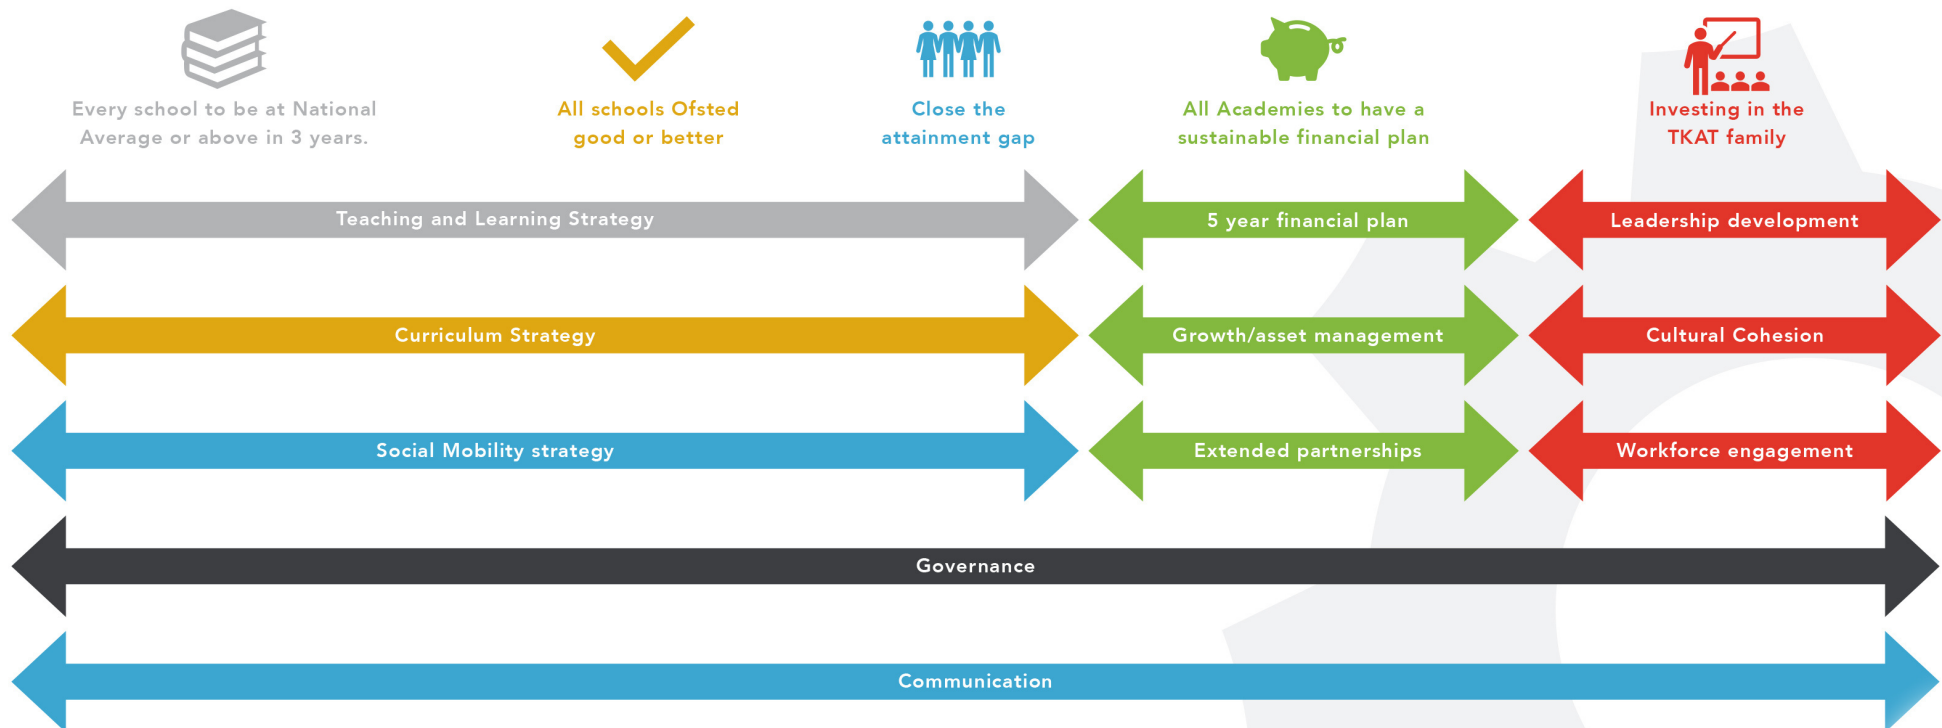 Every school to be at National
Average or above in 3 years.
All schools Ofsted
good or better
Close the
attainment gap
All Academies to have a
sustainable financial plan
Investing in the
TKAT family
Teaching and Learning Strategy
5 year financial plan
Leadership development
Curriculum Strategy
Growth/asset management
Cultural Cohesion
Social Mobility strategy
Extended partnerships
Workforce engagement
Governance
Communication